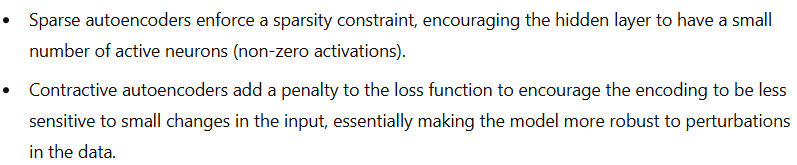 • Sparse autoencoders enforce a sparsity constraint, encouraging the hidden layer to have a small
number of active neurons (non-zero activations).
• Contractive autoencoders add a penalty to the loss function to encourage the encoding to be less
sensitive to small changes in the input, essentially making the model more robust to perturbations
in the data.